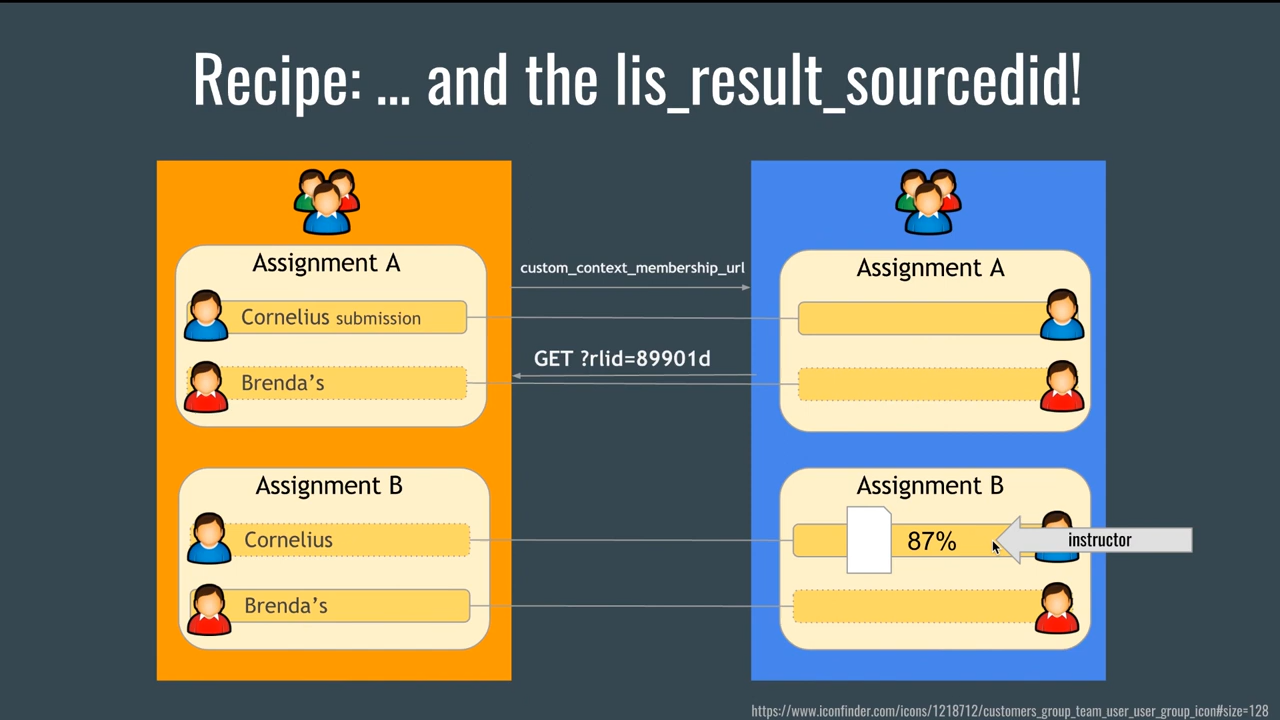 Recipe: ... and the lis_result_sourcedid!
Assignment A
Cornelius submission
Brenda's
Assignment B
Cornelius
Brenda's
custom_context_membership_url
GET ?rlid=89901d
Assignment A
Assignment B
87%
instructor
https://www.iconfinder.com/icons/1218712/customers_group_team_user_user_group_icon#size=128